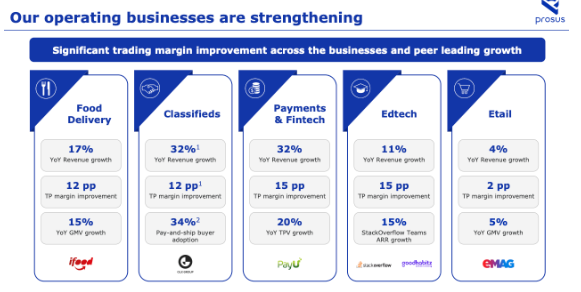 Our operating businesses are strengthening
prosus
Significant trading margin improvement across the businesses and peer leading growth
Food
Delivery
17%
YoY Revenue growth
12 pp
TP margin improvement
15%
YoY GMV growth
ifood
Classifieds
32%1
YoY Revenue growth
12 pp1
TP margin improvement
34%2
Pay-and-ship buyer
adoption
OLX GROUP
Payments
& Fintech
32%
YoY Revenue growth
15 pp
TP margin improvement
20%
YoY TPV growth
PayU
Edtech
11%
YoY Revenue growth
15 pp
TP margin improvement
15%
StackOverflow Teams
ARR growth
stackoverflow
goodhabitz
Etail
4%
YoY Revenue growth
2 pp
TP margin improvement
5%
YoY GMV growth
eMAG